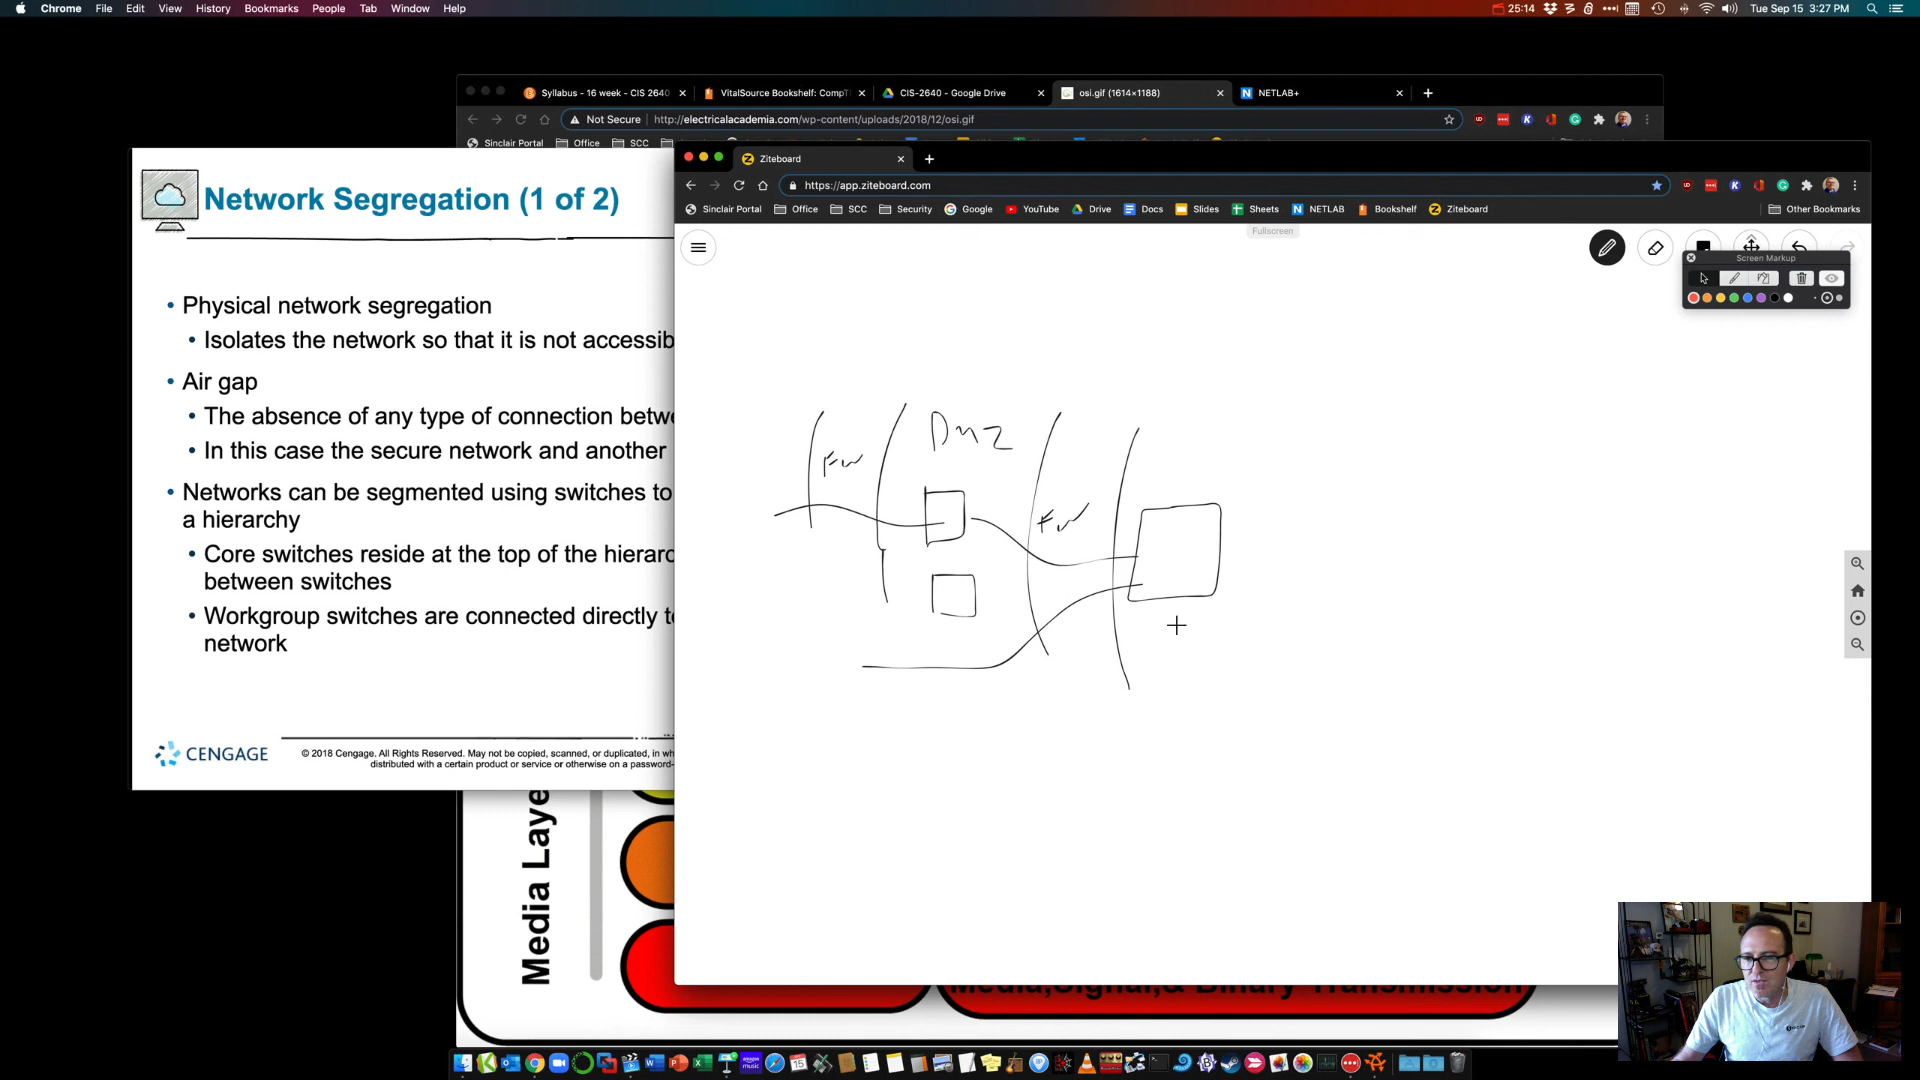 Chrome File Edit View History Bookmarks People Tab Window Help
25:14 Tue Sep 15 3:27 PM
Syllabus - 16 week - CIS 2640
VitalSource Bookshelf: CompTI
CIS-2640 - Google Drive
osi.gif (1614×1188)
NETLAB+
Not Secure http://electricalacademia.com/wp-content/uploads/2018/12/osi.gif
Sinclair Portal Office SCC
Ziteboard
https://app.ziteboard.com
Sinclair Portal Office SCC Security Google YouTube Drive Docs Slides Sheets NETLAB Bookshelf Ziteboard Other Bookmarks
Fullscreen
Screen Markup
Network Segregation (1 of 2)
• Physical network segregation
• Isolates the network so that it is not accessib
• Air gap
• The absence of any type of connection betwe
• In this case the secure network and another
• Networks can be segmented using switches to
a hierarchy
• Core switches reside at the top of the hierarc
between switches
• Workgroup switches are connected directly to
network
CENGAGE
© 2018 Cengage. All Rights Reserved. May not be copied, scanned, or duplicated, in wh
distributed with a certain product or service or otherwise on a password-
DMZ
FW
FW
Media Laye
Media,Signal,& Binary Transmission